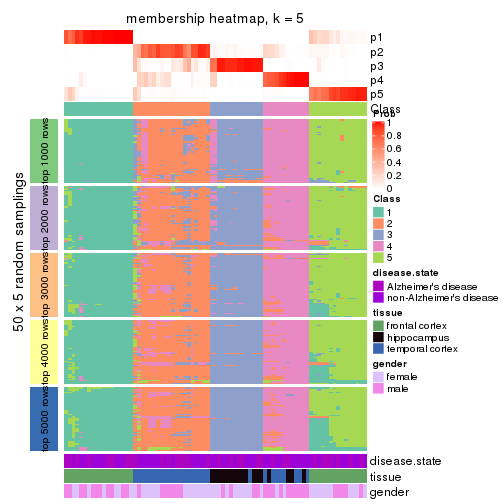 membership heatmap, k = 5
p1
p2
p3
p4
p5
Class
Prob
1
0.8
0.6
0.4
0.2
0
Class
1
2
3
4
5
disease.state
Alzheimer's disease
non-Alzheimer's disease
tissue
frontal cortex
hippocampus
temporal cortex
gender
female
male
50 x 5 random samplings
top 1000 rows
top 2000 rows
top 3000 rows
top 4000 rows
top 5000 rows
disease.state
tissue
gender